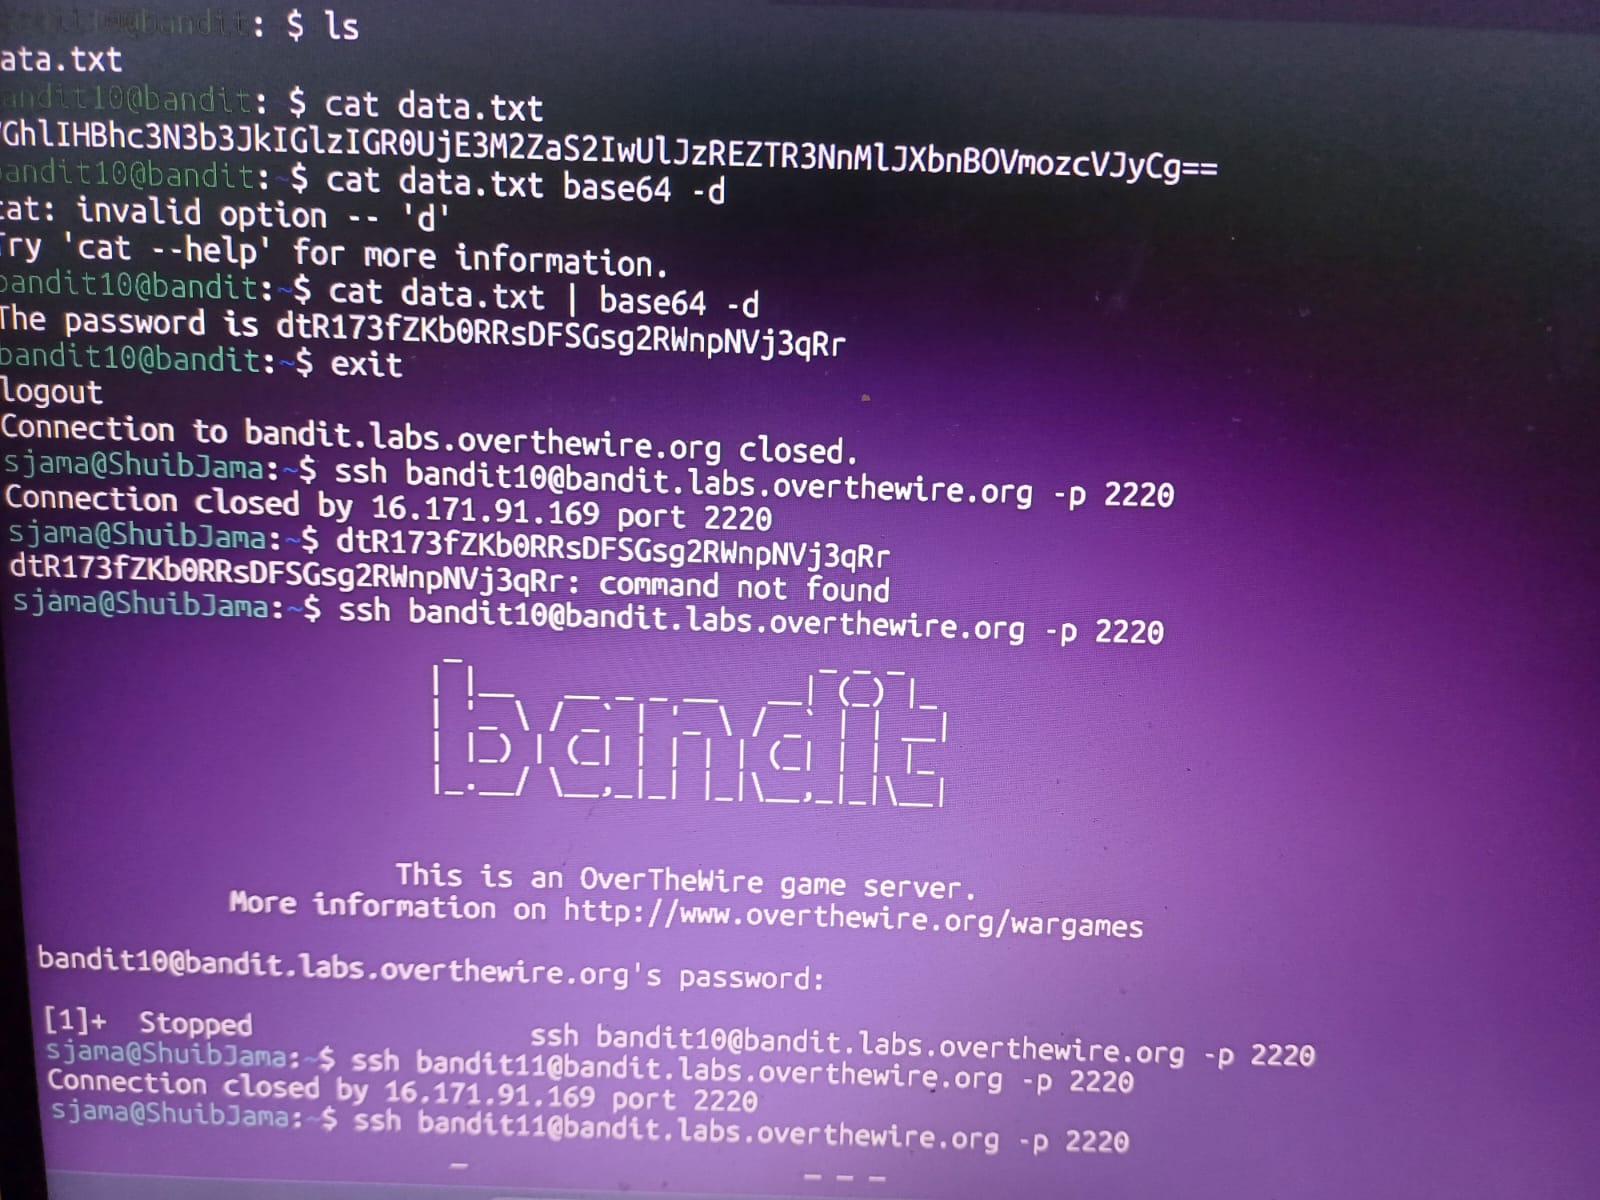 bandit: $ ls
ata.txt
andit10@bandit: $ cat data.txt
GhlIHBhc3N3b3JkIGlzIGR0UjE3M2ZaS2IwUlJzREZTR3NnMlJXbnBOVmozcVJyCg==
andit10@bandit:~$ cat data.txt base64 -d
cat: invalid option -- 'd'
Try 'cat --help' for more information.
bandit10@bandit:~$ cat data.txt | base64 -d
The password is dtR173fZKb0RRsDFSGsg2RWnpNVj3qRr
bandit10@bandit:~$ exit
logout
Connection to bandit.labs.overthewire.org closed.
sjama@ShuibJama:~$ ssh bandit10@bandit.labs.overthewire.org -p 2220
Connection closed by 16.171.91.169 port 2220
sjama@ShuibJama:~$ dtR173fZKb0RRsDFSGsg2RWnpNVj3qRr
dtR173fZKb0RRsDFSGsg2RWnpNVj3qRr: command not found
sjama@ShuibJama:~$ ssh bandit10@bandit.labs.overthewire.org -p 2220
bandit
This is an OverTheWire game server.
More information on http://www.overthewire.org/wargames
bandit10@bandit.labs.overthewire.org's password:
[1]+ Stopped ssh bandit10@bandit.labs.overthewire.org -p 2220
sjama@ShuibJama:~$ ssh bandit11@bandit.labs.overthewire.org -p 2220
Connection closed by 16.171.91.169 port 2220
sjama@ShuibJama:~$ ssh bandit11@bandit.labs.overthewire.org -p 2220